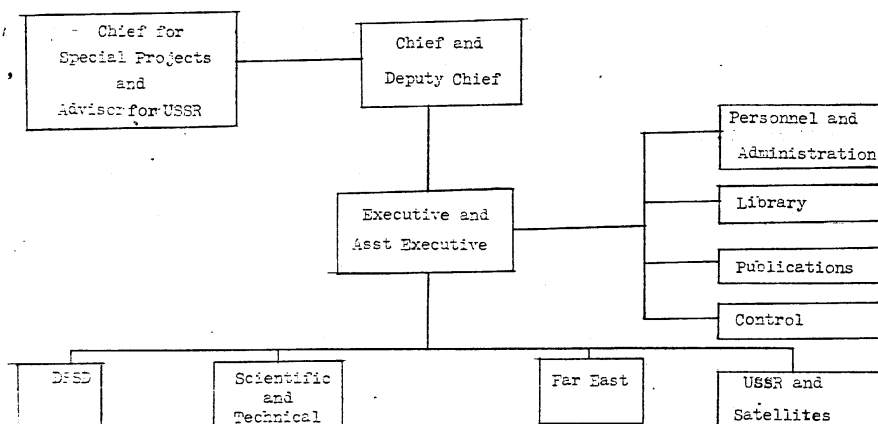 Chief for
Special Projects
and
Advisor for USSR
Chief and
Deputy Chief
Personnel and
Administration
Library
Publications
Control
Executive and
Asst Executive
Scientific
and
Technical
Far East
USSR and
Satellites